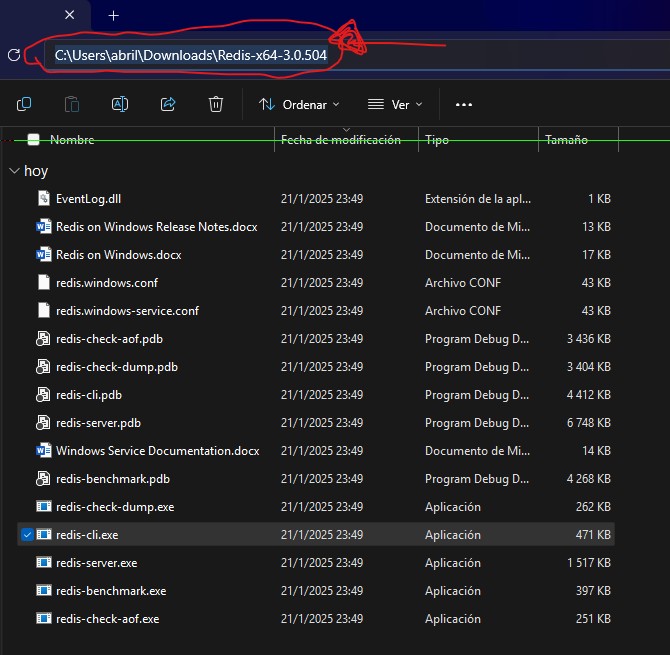 C:\Users\abril\Downloads\Redis-x64-3.0.504
Ordenar Ver
Nombre Fecha de modificación Tipo Tamaño
hoy
EventLog.dll 21/1/2025 23:49 Extensión de la apl... 1 KB
Redis on Windows Release Notes.docx 21/1/2025 23:49 Documento de Mi... 13 KB
Redis on Windows.docx 21/1/2025 23:49 Documento de Mi... 17 KB
redis.windows.conf 21/1/2025 23:49 Archivo CONF 43 KB
redis.windows-service.conf 21/1/2025 23:49 Archivo CONF 43 KB
redis-check-aof.pdb 21/1/2025 23:49 Program Debug D... 3 436 KB
redis-check-dump.pdb 21/1/2025 23:49 Program Debug D... 3 404 KB
redis-cli.pdb 21/1/2025 23:49 Program Debug D... 4 412 KB
redis-server.pdb 21/1/2025 23:49 Program Debug D... 6 748 KB
Windows Service Documentation.docx 21/1/2025 23:49 Documento de Mi... 14 KB
redis-benchmark.pdb 21/1/2025 23:49 Program Debug D... 4 268 KB
redis-check-dump.exe 21/1/2025 23:49 Aplicación 262 KB
redis-cli.exe 21/1/2025 23:49 Aplicación 471 KB
redis-server.exe 21/1/2025 23:49 Aplicación 1 517 KB
redis-benchmark.exe 21/1/2025 23:49 Aplicación 397 KB
redis-check-aof.exe 21/1/2025 23:49 Aplicación 251 KB